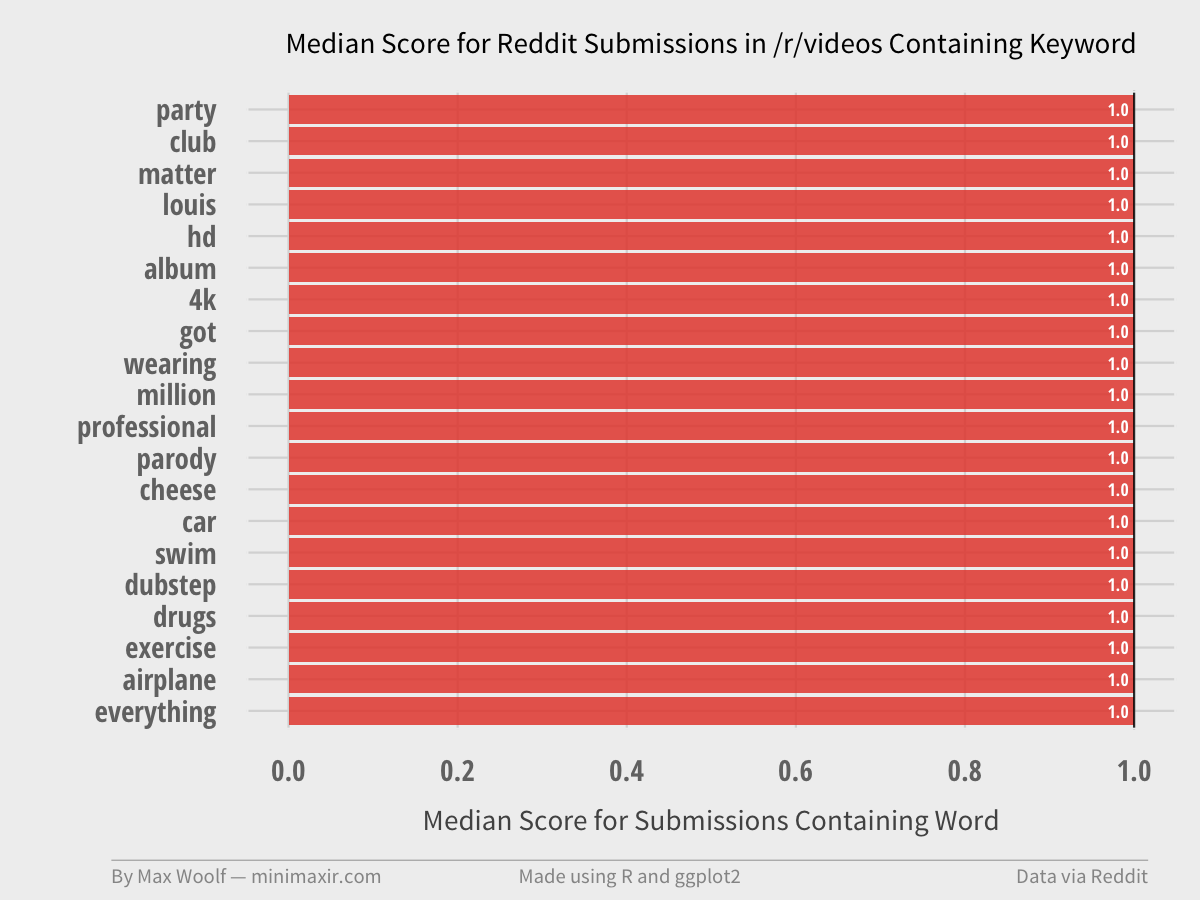 Median Score for Reddit Submissions in /r/videos Containing Keyword
party 1.0
club 1.0
matter 1.0
louis 1.0
hd 1.0
album 1.0
4k 1.0
got 1.0
wearing 1.0
million 1.0
professional 1.0
parody 1.0
cheese 1.0
car 1.0
swim 1.0
dubstep 1.0
drugs 1.0
exercise 1.0
airplane 1.0
everything 1.0
0.0 0.2 0.4 0.6 0.8 1.0
Median Score for Submissions Containing Word
By Max Woolf — minimaxir.com Made using R and ggplot2 Data via Reddit